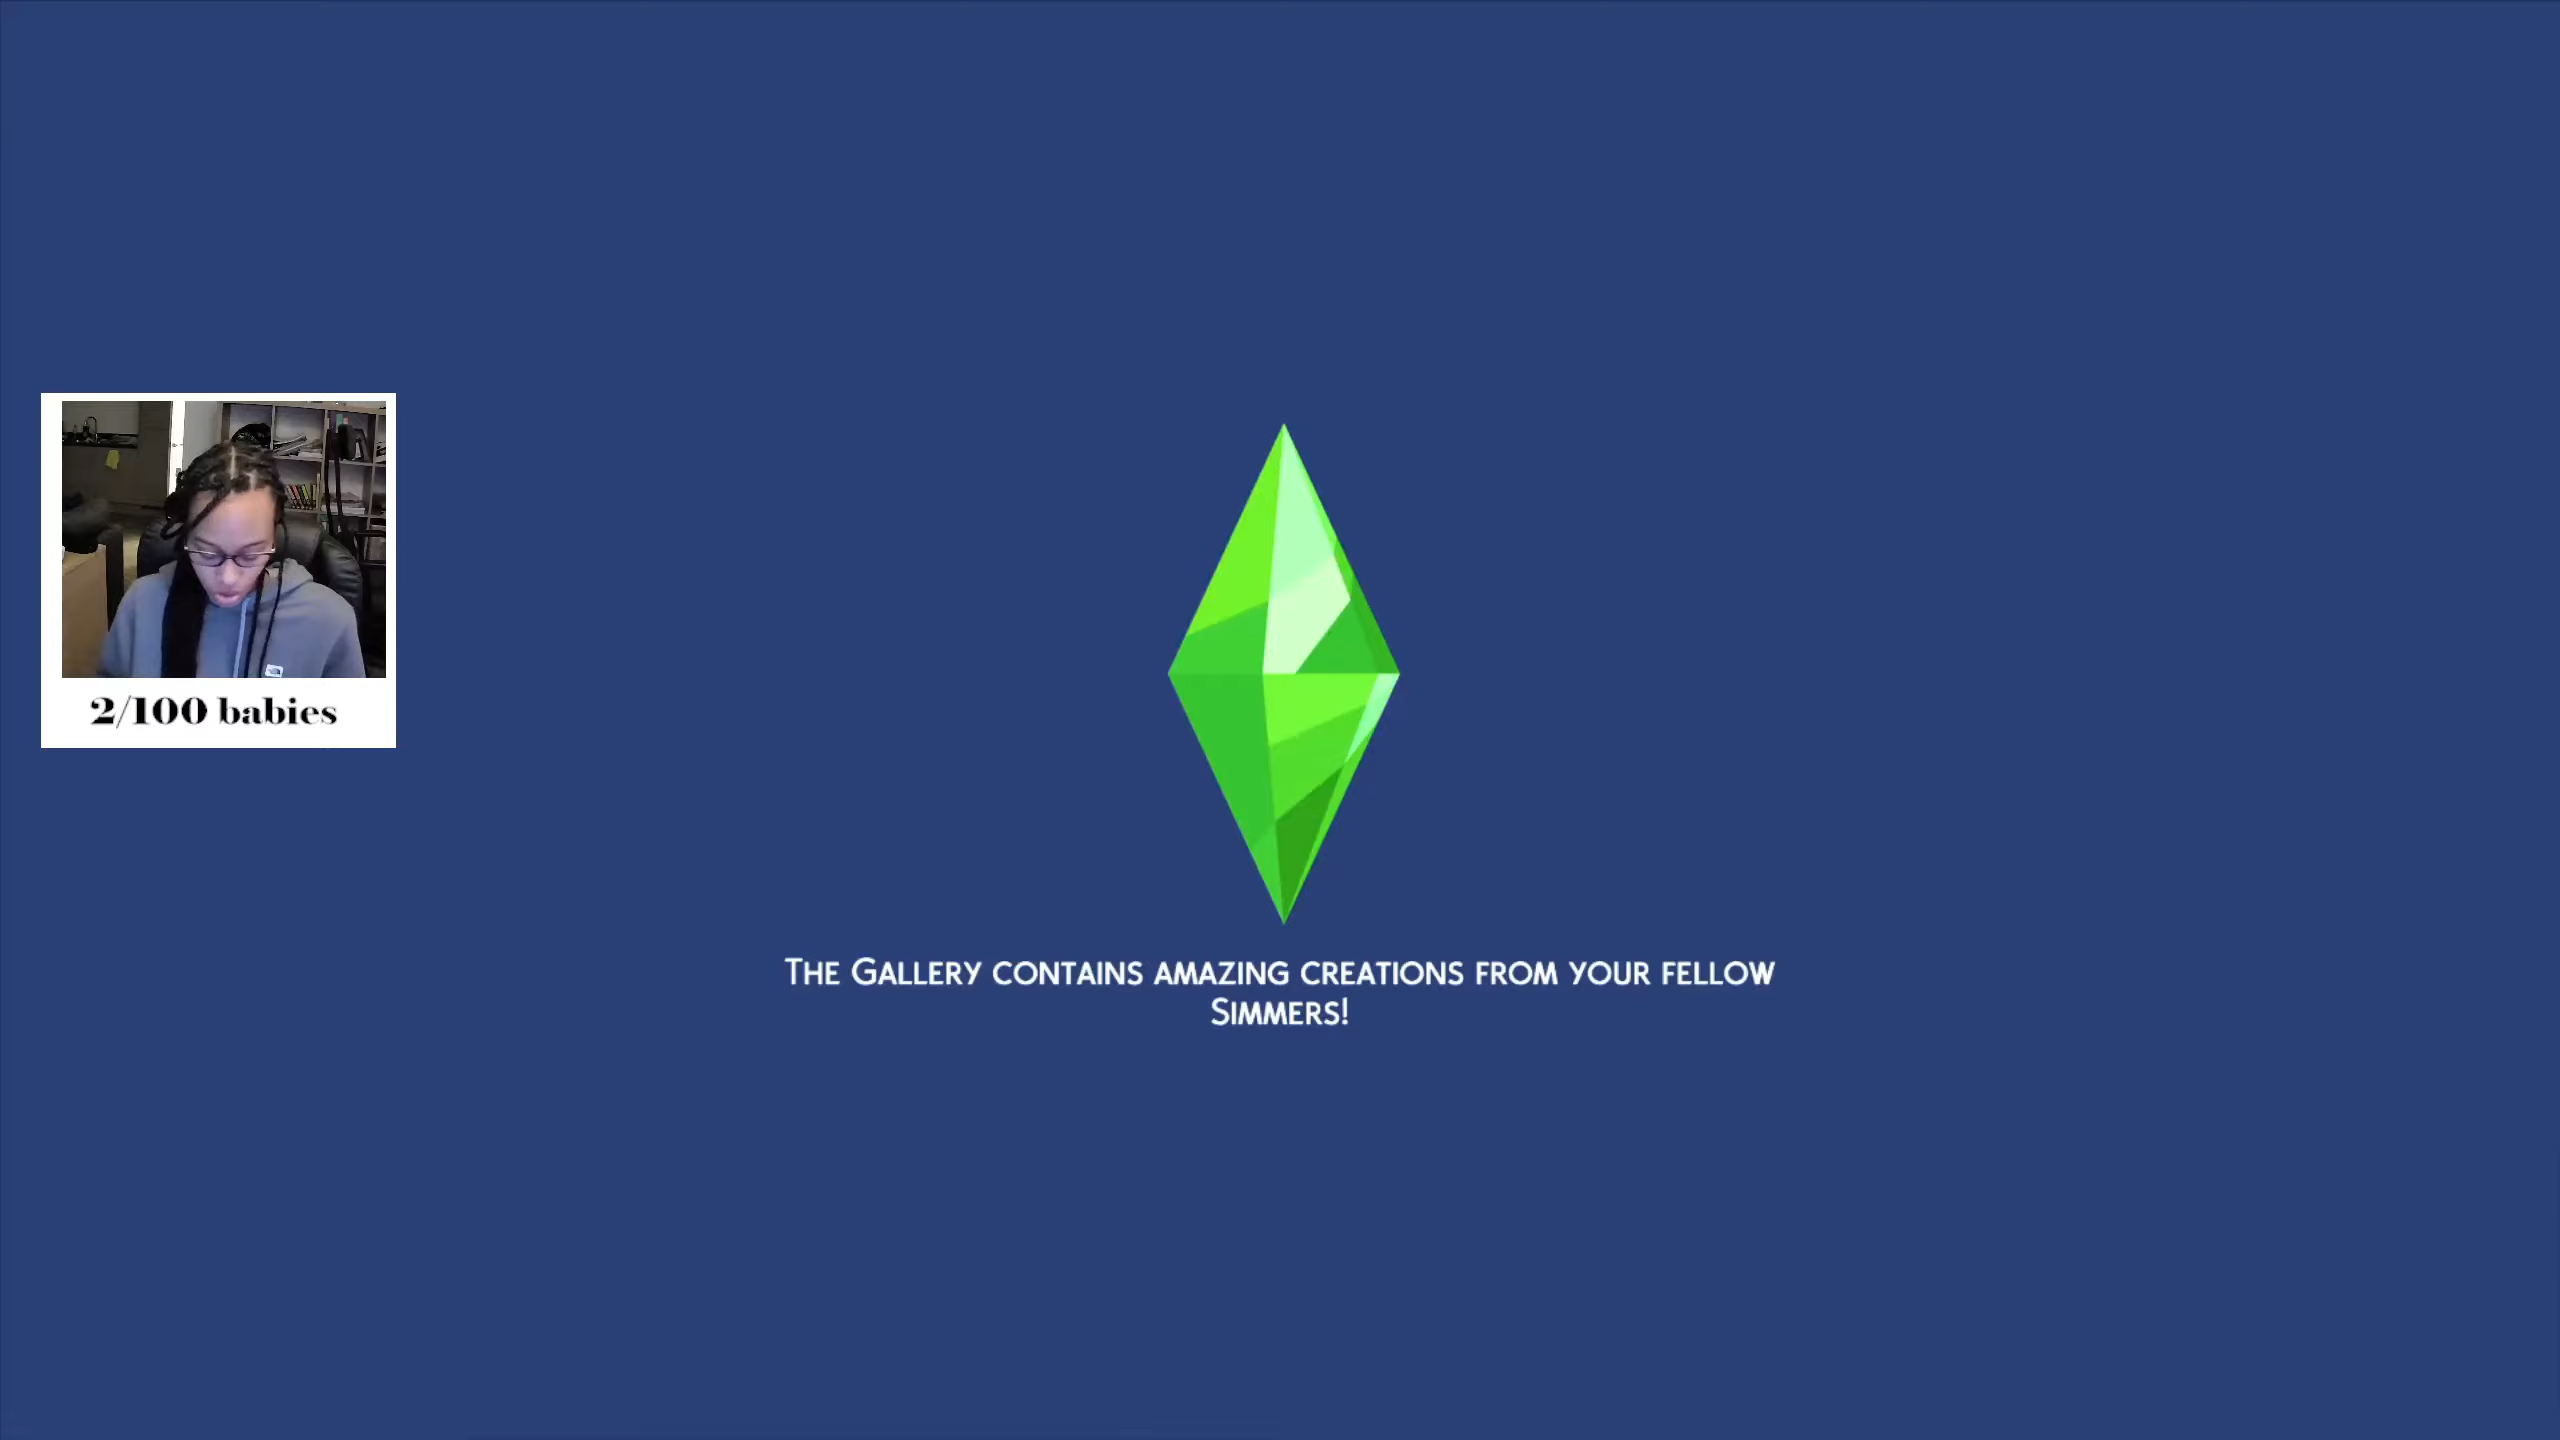 2/100 babies
The Gallery contains amazing creations from your fellow
Simmers!